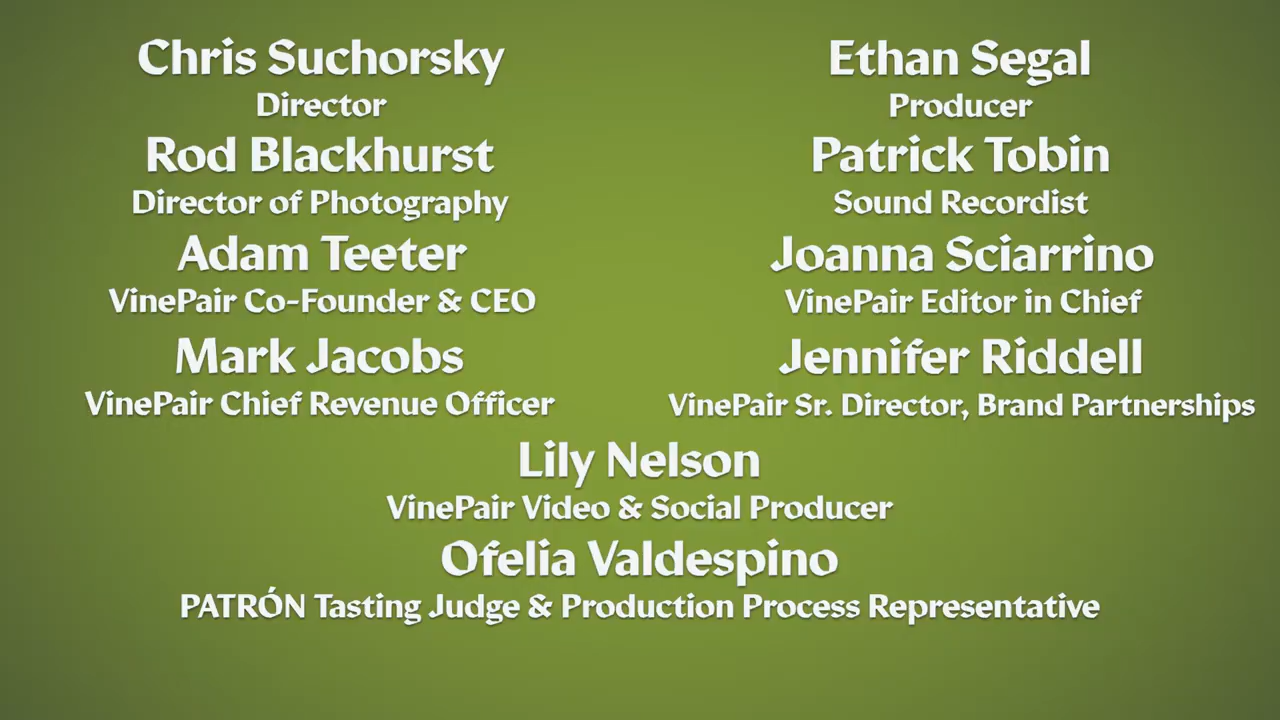 Chris Suchorsky
Director
Ethan Segal
Producer
Rod Blackhurst
Director of Photography
Patrick Tobin
Sound Recordist
Adam Teeter
VinePair Co-Founder & CEO
Joanna Sciarrino
VinePair Editor in Chief
Mark Jacobs
VinePair Chief Revenue Officer
Jennifer Riddell
VinePair Sr. Director, Brand Partnerships
Lily Nelson
VinePair Video & Social Producer
Ofelia Valdespino
PATRÓN Tasting Judge & Production Process Representative